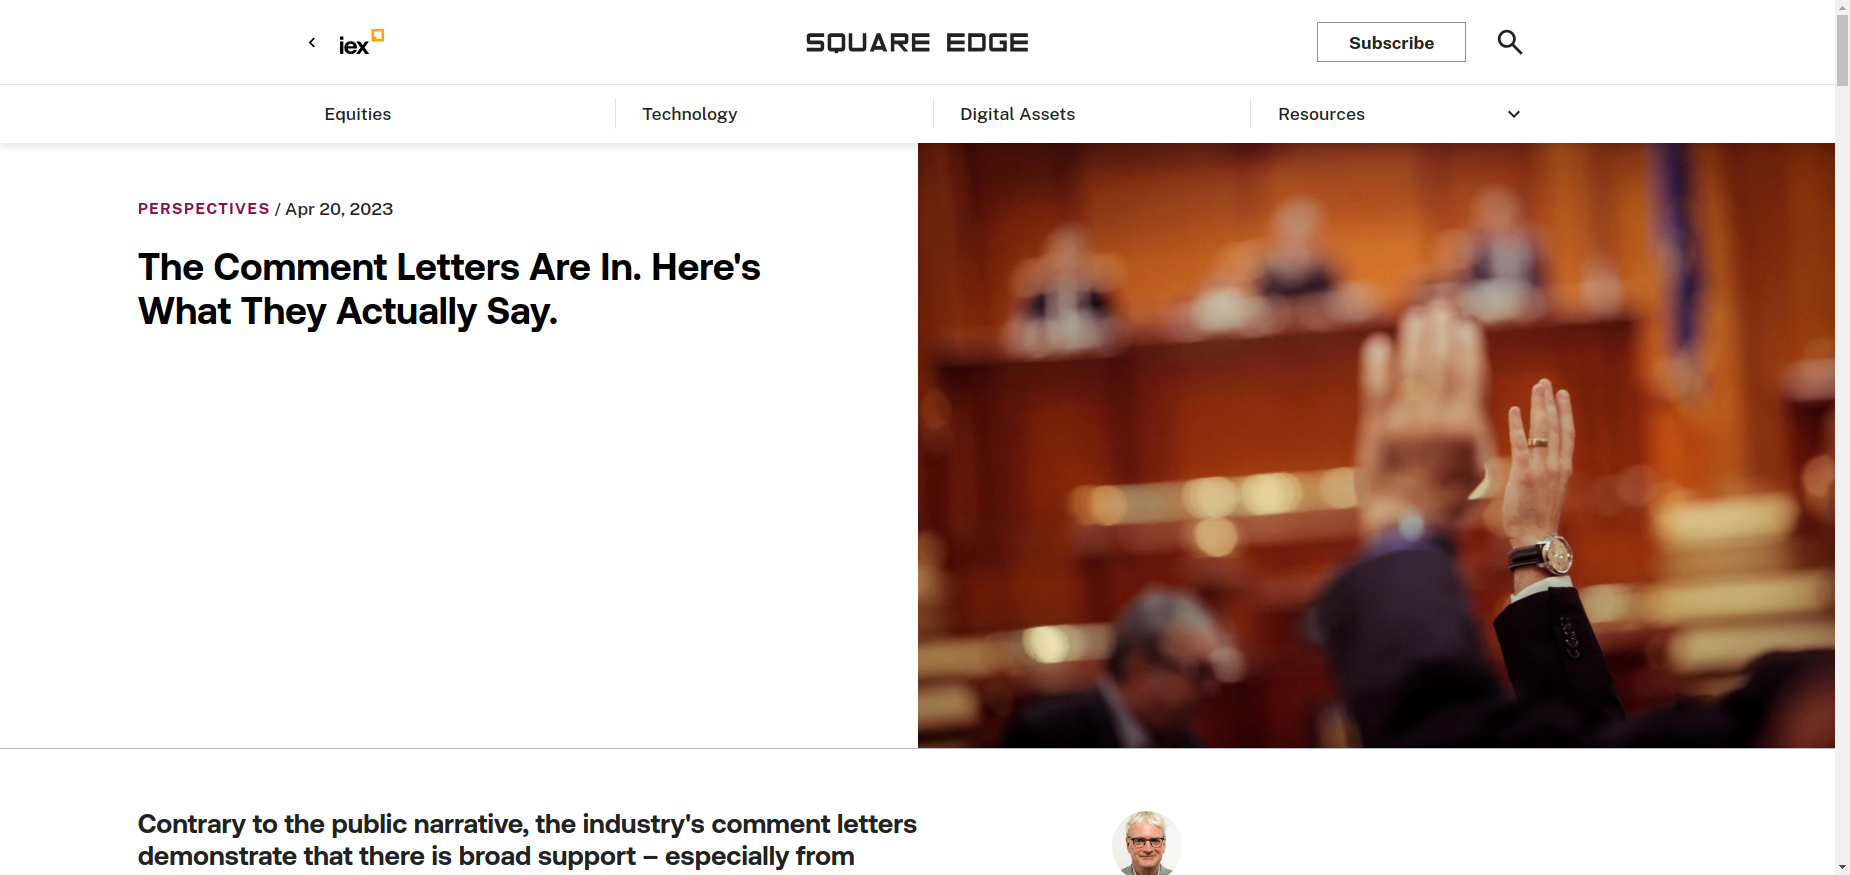 iex
SQUARE EDGE
Subscribe
Equities
Technology
Digital Assets
Resources
PERSPECTIVES / Apr 20, 2023
The Comment Letters Are In. Here's
What They Actually Say.
Contrary to the public narrative, the industry's comment letters
demonstrate that there is broad support – especially from